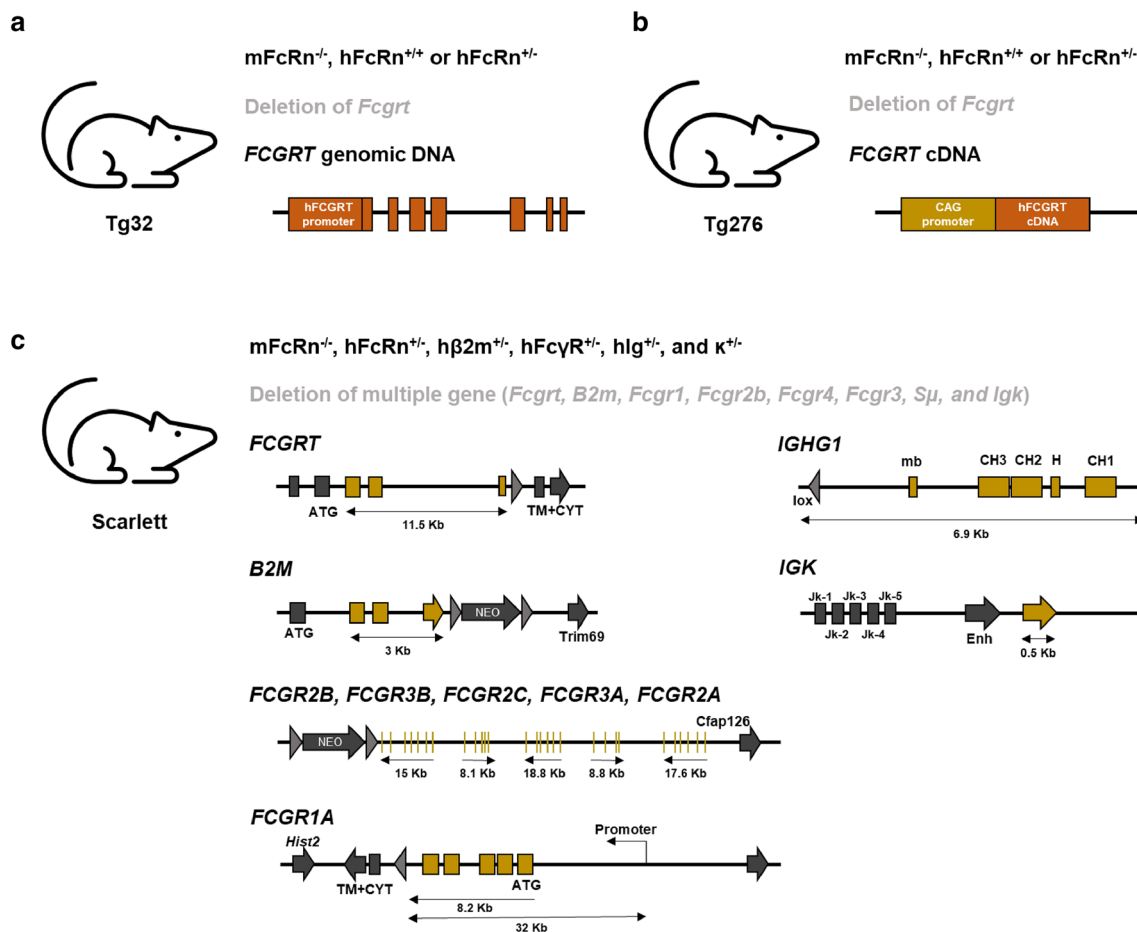 a
mFcRn-/-, hFcRn+/+ or hFcRn+/-
Deletion of Fcgrt
FCGRT genomic DNA
hFCGRT
promoter
Tg32
b
mFcRn-/-, hFcRn+/+ or hFcRn+/-
Deletion of Fcgrt
FCGRT cDNA
CAG
promoter
hFCGRT
cDNA
Tg276
c
mFcRn-/-, hFcRn+/-, hβ2m+/-, hFcγR+/-, hIg+/-, and κ+/-
Deletion of multiple gene (Fcgrt, B2m, Fcgr1, Fcgr2b, Fcgr4, Fcgr3, Sμ, and Igk)
Scarlett
FCGRT
ATG
TM+CYT
11.5 Kb
IGHG1
mb
CH3
CH2
H
CH1
lox
6.9 Kb
B2M
NEO
ATG
Trim69
3 Kb
IGK
Jk-1
Jk-3
Jk-5
Jk-2
Jk-4
Enh
0.5 Kb
FCGR2B, FCGR3B, FCGR2C, FCGR3A, FCGR2A
Cfap126
NEO
15 Kb
8.1 Kb
18.8 Kb
8.8 Kb
17.6 Kb
FCGR1A
Hist2
Promoter
TM+CYT
ATG
8.2 Kb
32 Kb